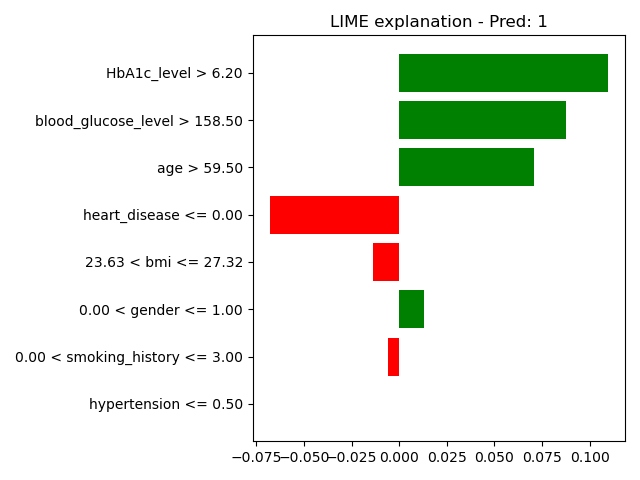 LIME explanation - Pred: 1
HbA1c_level > 6.20
blood_glucose_level > 158.50
age > 59.50
heart_disease <= 0.00
23.63 < bmi <= 27.32
0.00 < gender <= 1.00
0.00 < smoking_history <= 3.00
hypertension <= 0.50
−0.075 −0.050 −0.025 0.000 0.025 0.050 0.075 0.100